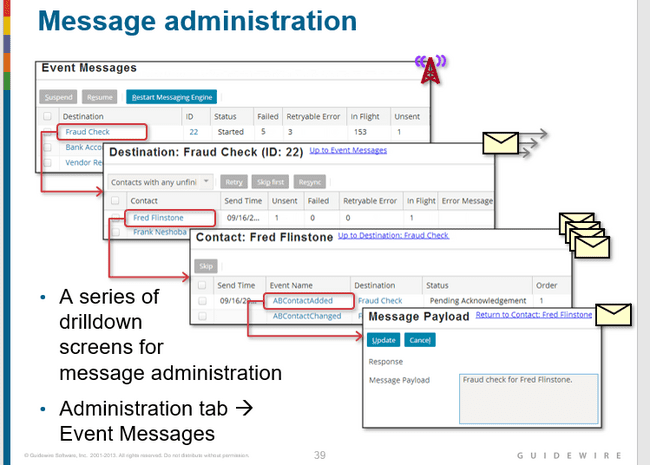 Message administration
Event Messages
Suspend Resume Restart Messaging Engine
Destination ID Status Failed Retryable Error In Flight Unsent
Fraud Check 22 Started 5 3 153 1
Bank Acco
Vendor Rec
Destination: Fraud Check (ID: 22) Up to Event Messages
Contacts with any unfini Retry Skip first Resync
Contact Send Time Unsent Failed Retryable Error In Flight Error Message
Fred Flinstone 09/16/2... 1 0 0 1
Frank Neshoba
Contact: Fred Flinstone Up to Destination: Fraud Check
Skip
Send Time Event Name Destination Status Order
09/16/20... ABContactAdded Fraud Check Pending Acknowledgement 1
ABContactChanged
Message Payload Return to Contact: Fred Flinstone
Update Cancel
Response
Message Payload Fraud check for Fred Flinstone.
• A series of
drilldown
screens for
message administration
• Administration tab →
Event Messages
© Guidewire Software, Inc. 2001-2013. All rights reserved. Do not distribute without permission.
39
GUIDEWIRE